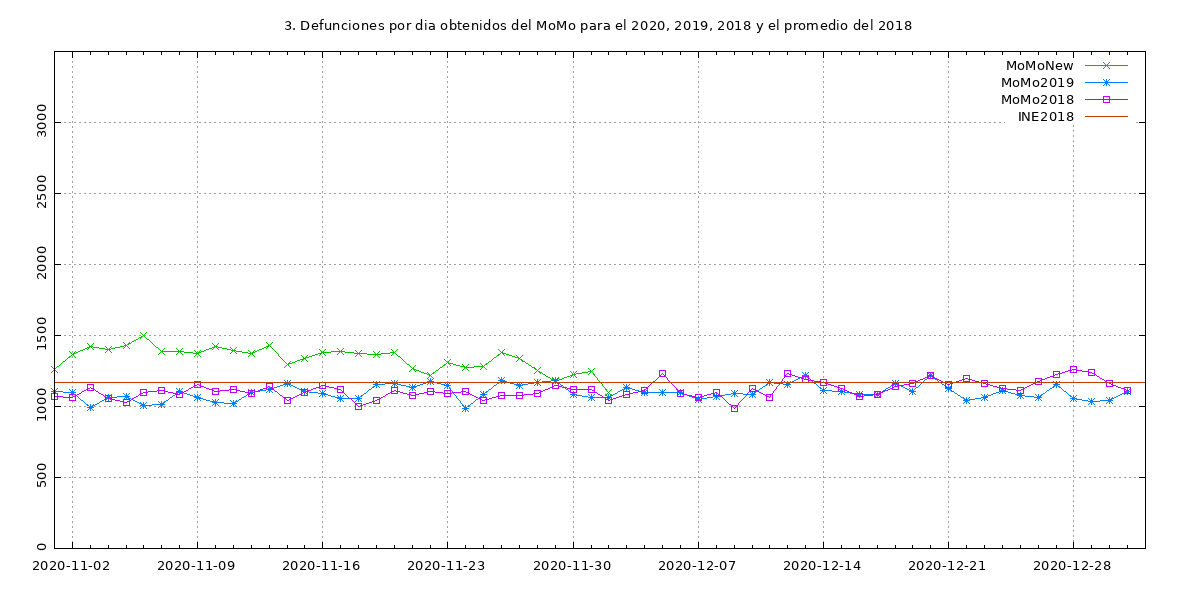 3. Defunciones por dia obtenidos del MoMo para el 2020, 2019, 2018 y el promedio del 2018
MoMoNew
MoMo2019
MoMo2018
INE2018
3000
2500
2000
1500
1000
500
0
2020-11-02 2020-11-09 2020-11-16 2020-11-23 2020-11-30 2020-12-07 2020-12-14 2020-12-21 2020-12-28